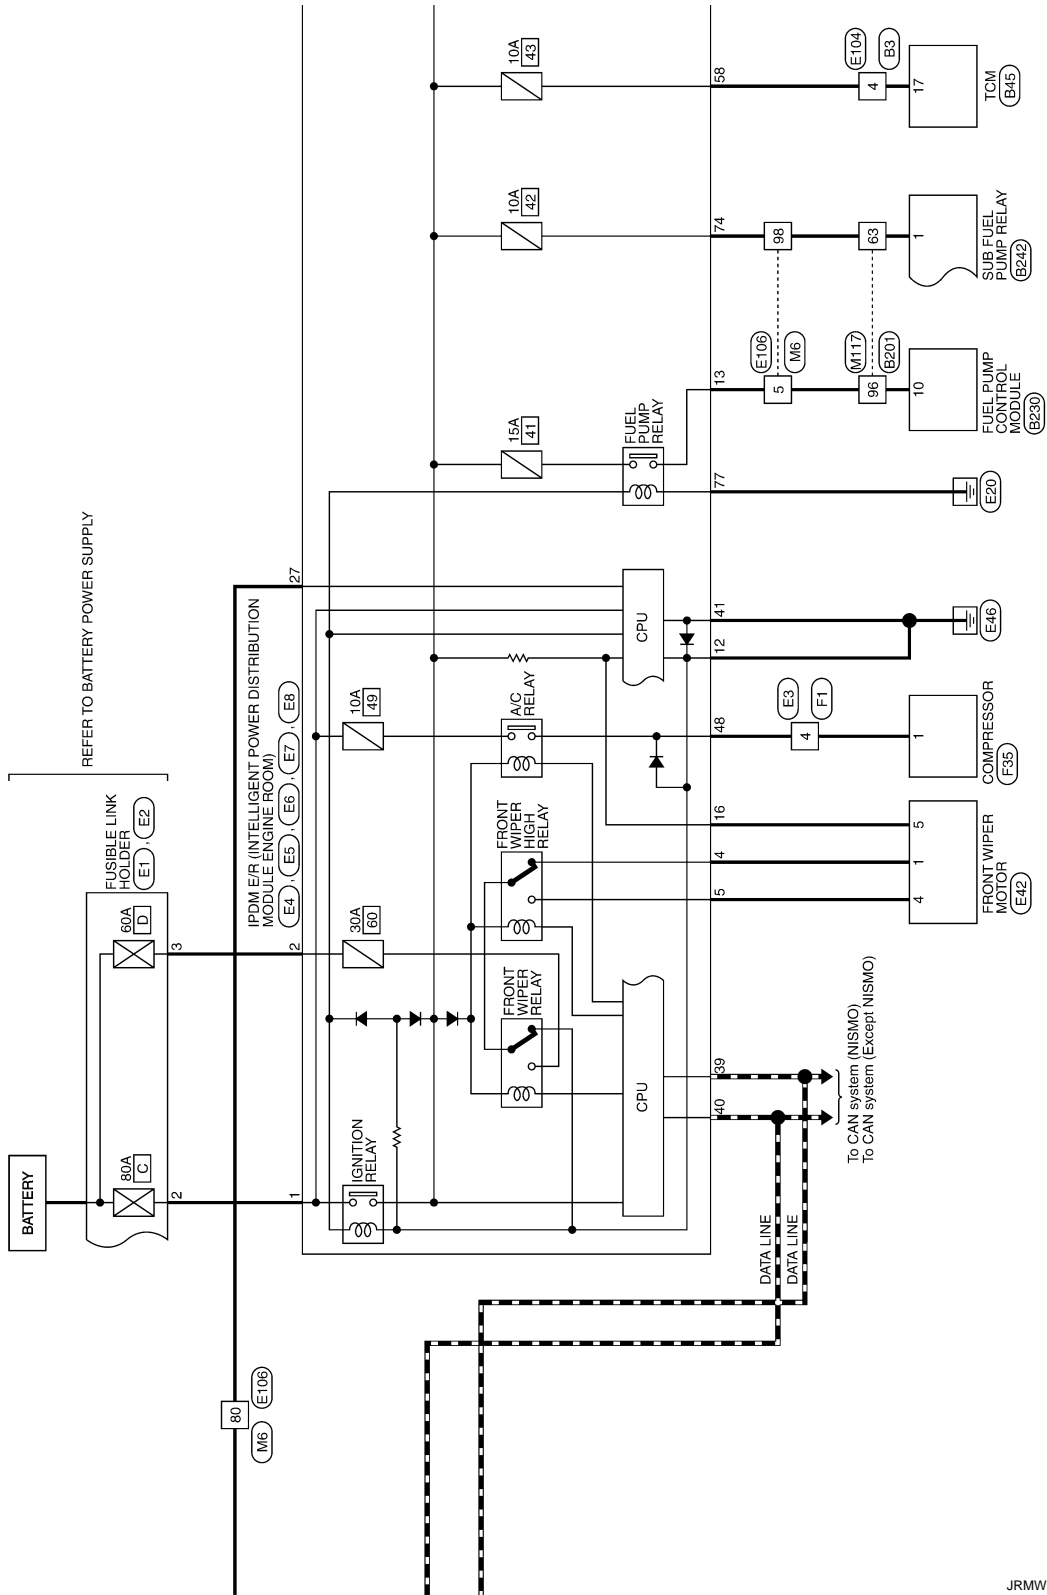 REFER TO BATTERY POWER SUPPLY
BATTERY
FUSIBLE LINK
HOLDER
E1 , E2
80A
C
60A
D
2
3
M6
80
E106
1
2
27
IPDM E/R (INTELLIGENT POWER DISTRIBUTION
MODULE ENGINE ROOM)
E4 , E5 , E6 , E7 , E8
IGNITION
RELAY
30A
60
10A
49
FRONT
WIPER
RELAY
FRONT
WIPER
HIGH
RELAY
A/C
RELAY
15A
41
10A
42
10A
43
CPU
CPU
FUEL
PUMP
RELAY
40
39
5
4
16
48
12
41
77
13
74
58
DATA LINE
DATA LINE
To CAN system (NISMO)
To CAN system (Except NISMO)
E3
4
F1
E106
5
M6
98
M117
96
B201
63
E104
4
B3
4
1
5
FRONT WIPER
MOTOR
E42
1
COMPRESSOR
F35
E46
E20
10
FUEL PUMP
CONTROL
MODULE
B230
1
SUB FUEL
PUMP RELAY
B242
17
TCM
B45
JRMW